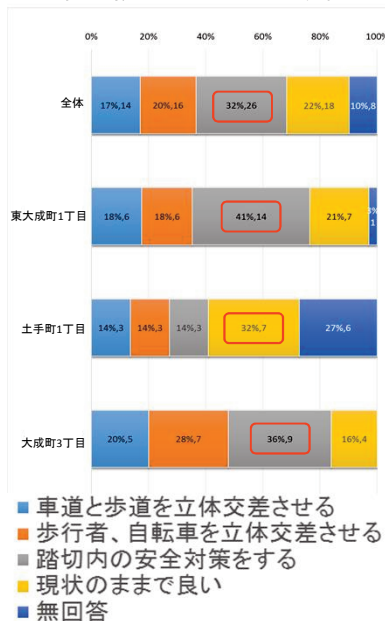 0% 20% 40% 60% 80% 100%
全体
17%,14 20%,16 32%,26 22%,18 10%,8
東大成町1丁目
18%,6 18%,6 41%,14 21%,7 3%,1
土手町1丁目
14%,3 14%,3 14%,3 32%,7 27%,6
大成町3丁目
20%,5 28%,7 36%,9 16%,4
車道と歩道を立体交差させる
歩行者、自転車を立体交差させる
踏切内の安全対策をする
現状のままで良い
無回答